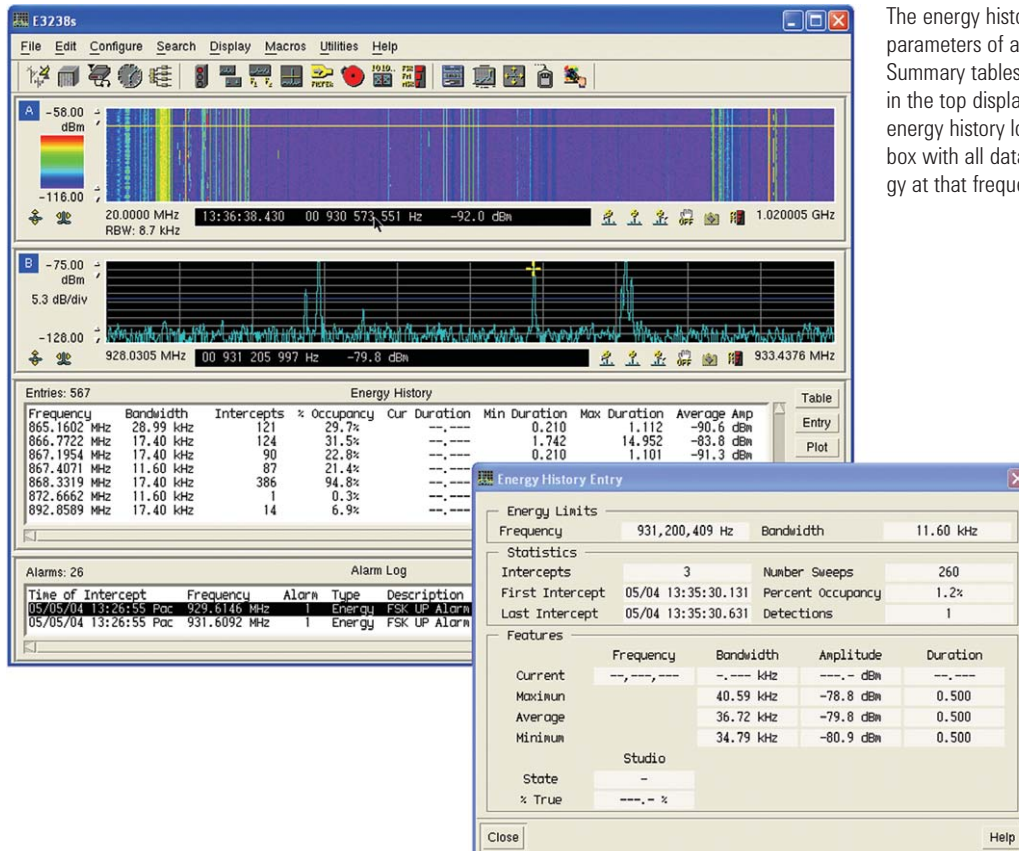 E3238s
File Edit Configure Search Display Macros Utilities Help
A -58.00
dBm
-116.00
20.0000 MHz 13:36:38.430 00 930 573 551 Hz -92.0 dBm OFF 1.020005 GHz
RBW: 8.7 kHz
B -75.00
dBm
5.3 dB/div
-128.00
928.0305 MHz 00 931 205 997 Hz -79.8 dBm OFF 933.4376 MHz
Entries: 567 Energy History
Table
Entry
Plot
Frequency Bandwidth Intercepts % Occupancy Cur Duration Min Duration Max Duration Average Amp
865.1602 MHz 28.99 kHz 121 29.7% --.--- 0.210 1.112 -90.6 dBm
866.7722 MHz 17.40 kHz 124 31.5% --.--- 1.742 14.952 -83.8 dBm
867.1954 MHz 17.40 kHz 90 22.8% --.--- 0.210 1.101 -91.3 dBm
867.4071 MHz 11.60 kHz 87 21.4% --.---
868.3319 MHz 17.40 kHz 386 94.8% --.---
872.6662 MHz 11.60 kHz 1 0.3% --.---
892.8589 MHz 17.40 kHz 14 6.9% --.---
Alarms: 26 Alarm Log
Time of Intercept Frequency Alarm Type Description
05/05/04 13:26:55 Pac 929.6146 MHz 1 Energy FSK UP Alarm
05/05/04 13:26:55 Pac 931.6092 MHz 1 Energy FSK UP Alarm
Energy History Entry
Energy Limits
Frequency 931,200,409 Hz Bandwidth 11.60 kHz
Statistics
Intercepts 3 Number Sweeps 260
First Intercept 05/04 13:35:30.131 Percent Occupancy 1.2%
Last Intercept 05/04 13:35:30.631 Detections 1
Features
Frequency Bandwidth Amplitude Duration
Current --,---,--- -.--- kHz ---.- dBm --.---
Maximun 40.59 kHz -78.8 dBm 0.500
Average 36.72 kHz -79.8 dBm 0.500
Minimum 34.79 kHz -80.9 dBm 0.500
Studio
State -
% True ---.- %
Close Help
The energy histo
parameters of a
Summary tables
in the top displa
energy history lo
box with all data
gy at that freque